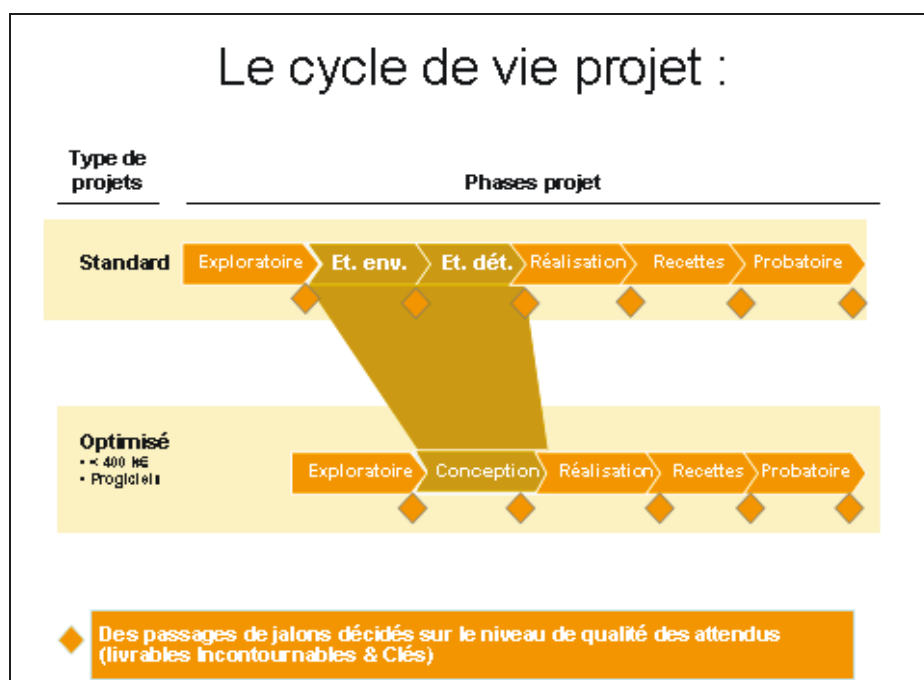 Le cycle de vie projet :
Type de
projets
Phases projet
Standard
Exploratoire
Et. env.
Et. dét.
Réalisation
Recettes
Probatoire
Optimisé
• < 400 k€
• Progiciels
Exploratoire
Conception
Réalisation
Recettes
Probatoire
Des passages de jalons décidés sur le niveau de qualité des attendus
(livrables Incontournables & Clés)